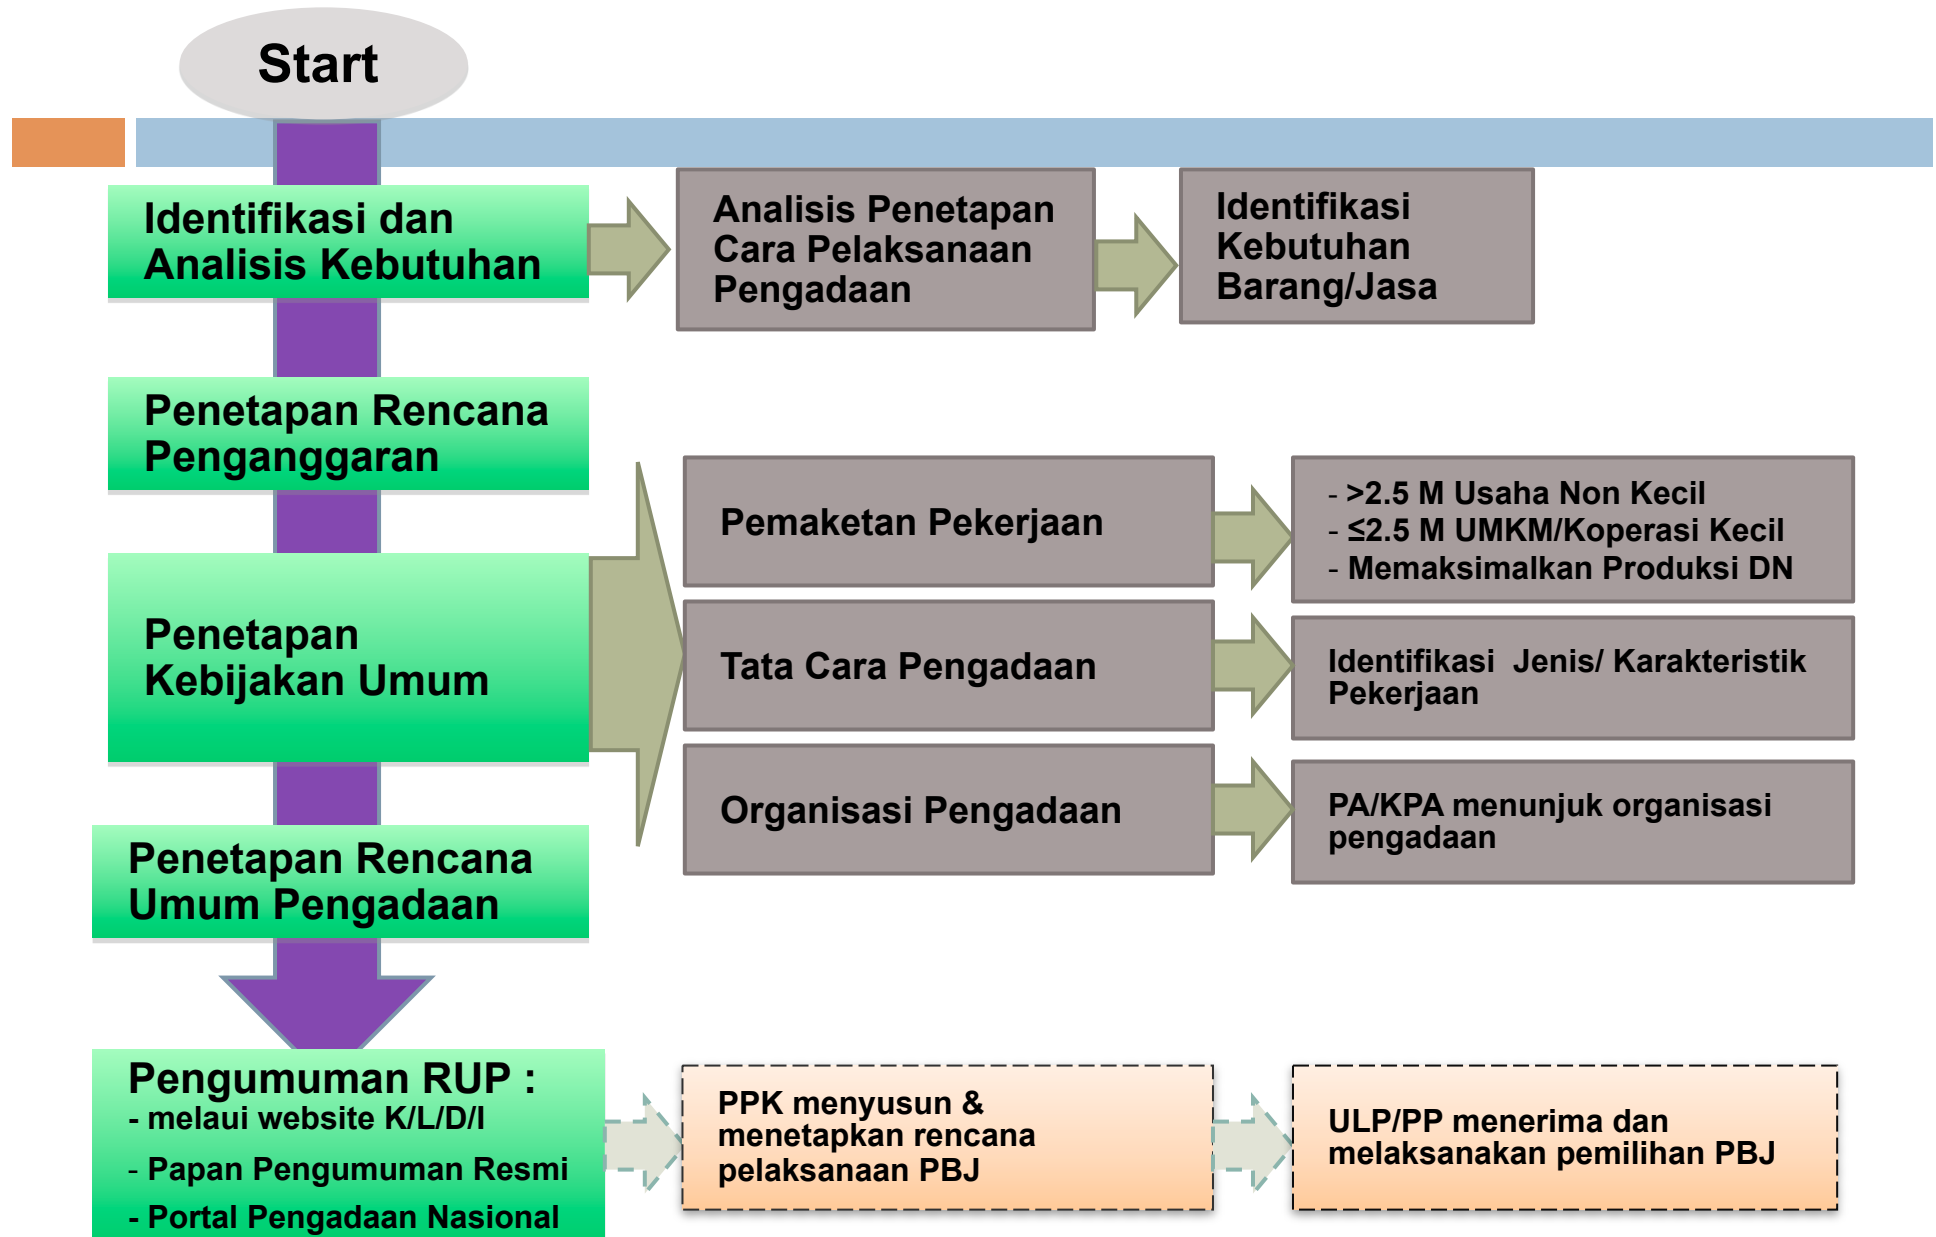 Start
Identifikasi dan
Analisis Kebutuhan
Analisis Penetapan
Cara Pelaksanaan
Pengadaan
Identifikasi
Kebutuhan
Barang/Jasa
Penetapan Rencana
Penganggaran
Penetapan
Kebijakan Umum
Pemaketan Pekerjaan
- >2.5 M Usaha Non Kecil
- ≤2.5 M UMKM/Koperasi Kecil
- Memaksimalkan Produksi DN
Tata Cara Pengadaan
Identifikasi Jenis/ Karakteristik
Pekerjaan
Organisasi Pengadaan
PA/KPA menunjuk organisasi
pengadaan
Penetapan Rencana
Umum Pengadaan
Pengumuman RUP :
- melaui website K/L/D/I
- Papan Pengumuman Resmi
- Portal Pengadaan Nasional
PPK menyusun &
menetapkan rencana
pelaksanaan PBJ
ULP/PP menerima dan
melaksanakan pemilihan PBJ